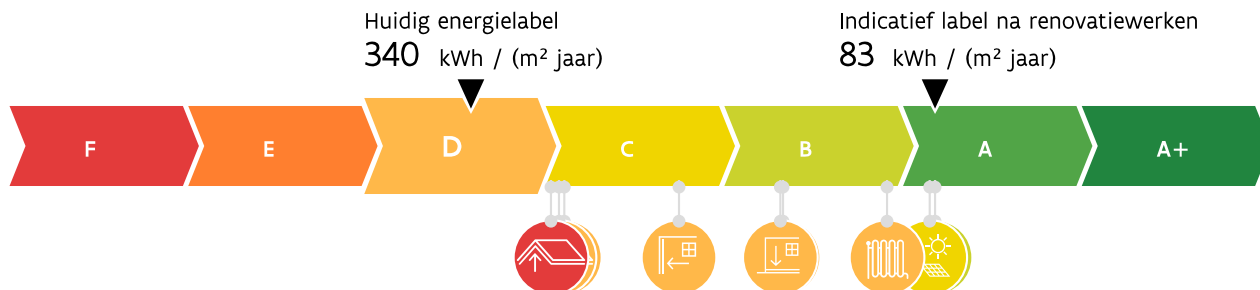 Huidig energielabel
340 kWh / (m² jaar)
Indicatief label na renovatiewerken
83 kWh / (m² jaar)
F
E
D
C
B
A
A+